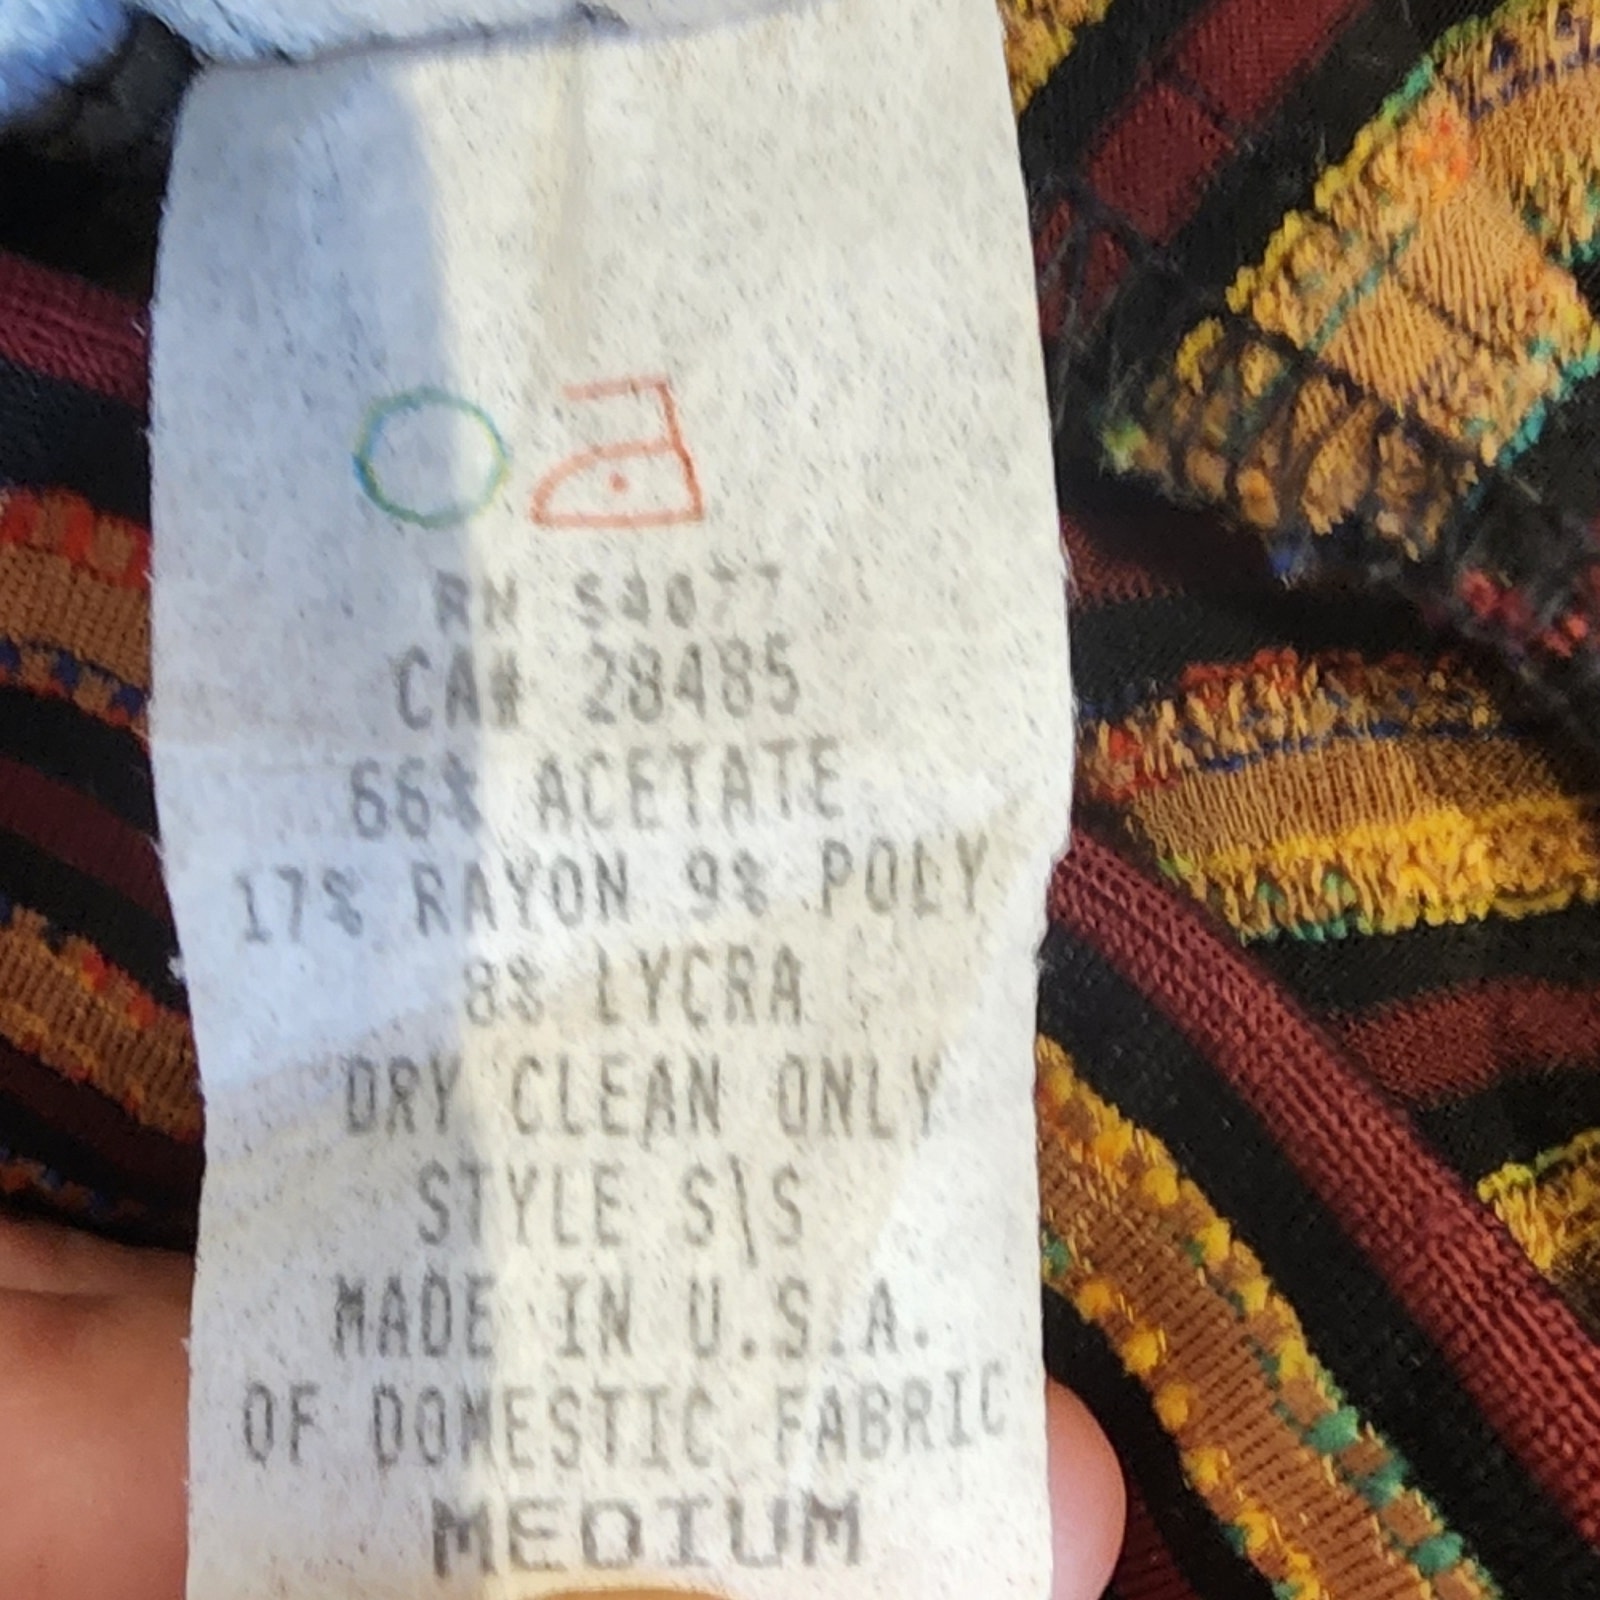 RN 54077
CA# 28485
66% ACETATE
17% RAYON 9% POLY
8% LYCRA
DRY CLEAN ONLY
STYLE S\S
MADE IN U.S.A.
OF DOMESTIC FABRIC
MEDIUM